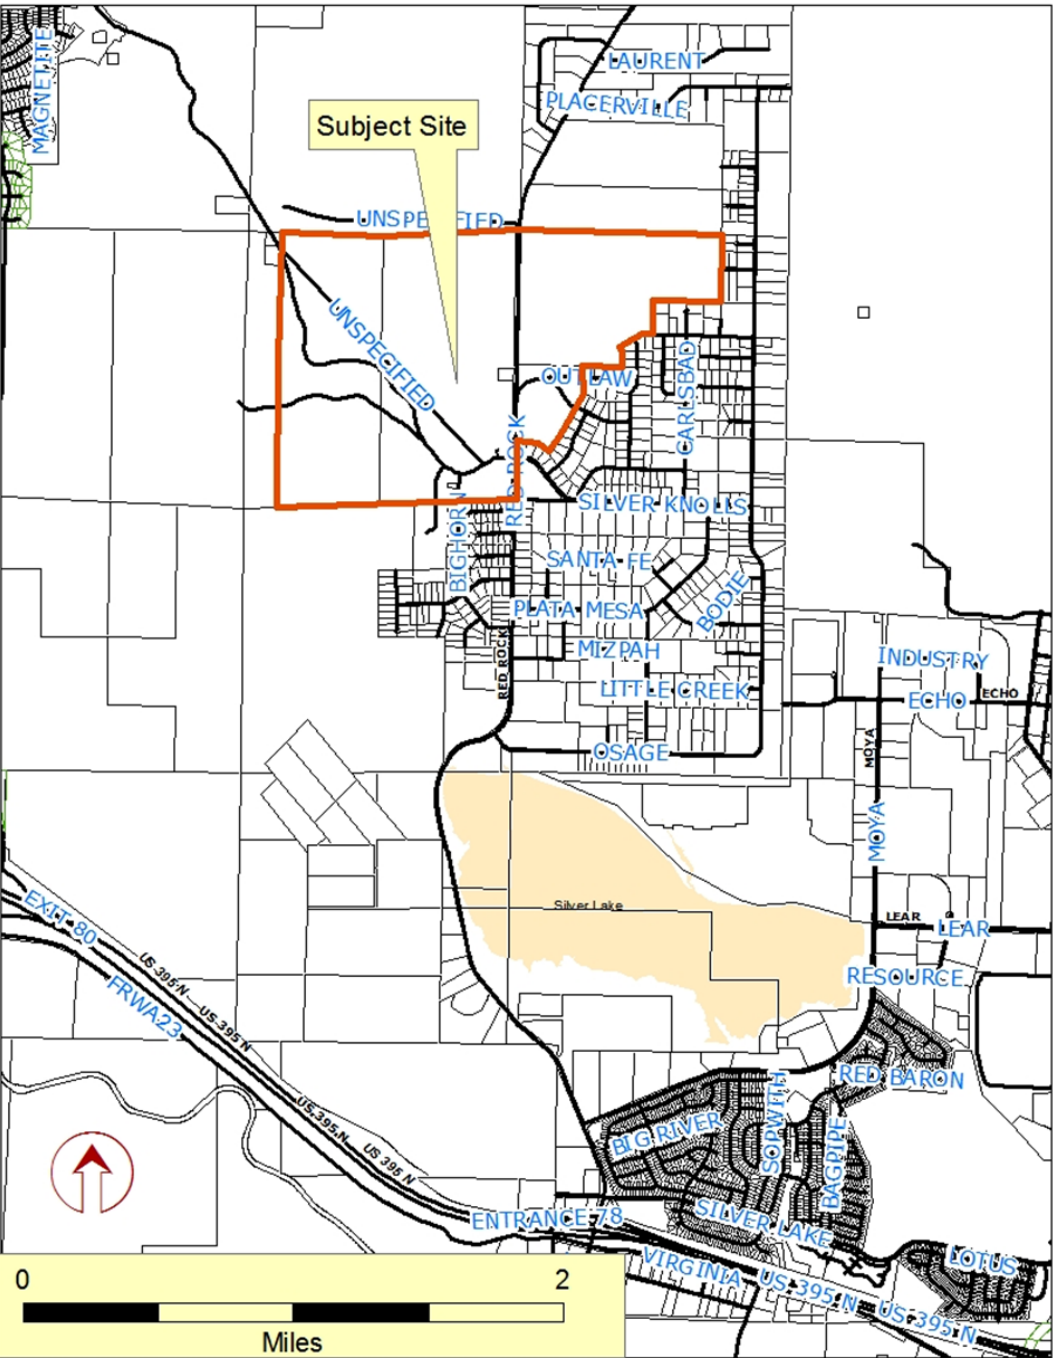 MAGNETITE
LAURENT
PLACERVILLE
Subject Site
UNSPECIFIED
UNSPECIFIED
OUTLAW
CARLSBAD
RED ROCK
SILVER KNOLLS
BIGHORN
SANTA FE
BODIE
PLATA MESA
RED ROCK
MIZPAH
INDUSTRY
LITTLE CREEK
ECHO
ECHO
OSAGE
MOYA
MOYA
Silver Lake
EXIT 80
LEAR
LEAR
US 395 N
RESOURCE
FRWA23
US 395 N
RED BARON
US 395 N
SOPWITH
BIG RIVER
BAGPIPE
US 395 N
ENTRANCE 78
SILVER LAKE
VIRGINIA
LOTUS
US 395 N
US 395 N
0 2
Miles